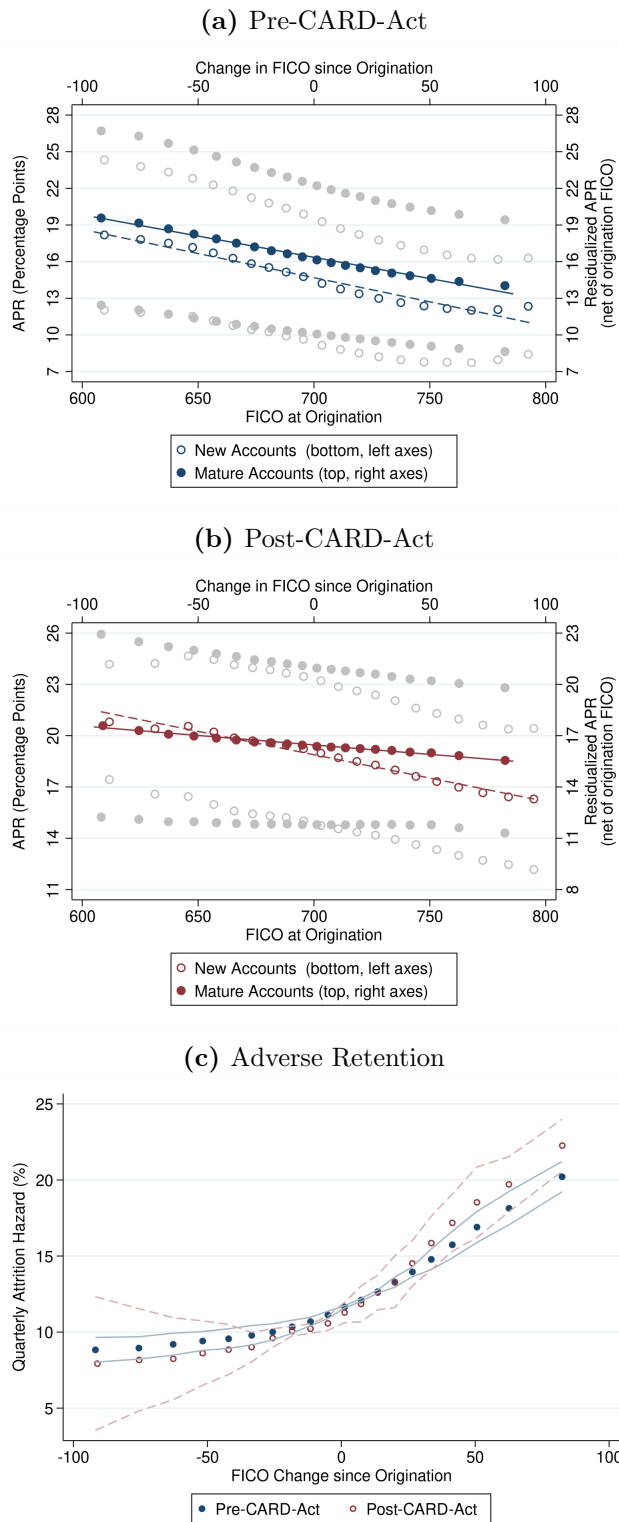 (a) Pre-CARD-Act
Change in FICO since Origination
-100 -50 0 50 100
28 25 22 19 16 13 10 7
APR (Percentage Points)
28 25 22 19 16 13 10 7
Residualized APR
(net of origination FICO)
600 650 700 750 800
FICO at Origination
New Accounts (bottom, left axes)
Mature Accounts (top, right axes)
(b) Post-CARD-Act
Change in FICO since Origination
-100 -50 0 50 100
26 23 20 17 14 11
APR (Percentage Points)
23 20 17 14 11 8
Residualized APR
(net of origination FICO)
600 650 700 750 800
FICO at Origination
New Accounts (bottom, left axes)
Mature Accounts (top, right axes)
(c) Adverse Retention
25 20 15 10 5
Quarterly Attrition Hazard (%)
-100 -50 0 50 100
FICO Change since Origination
Pre-CARD-Act Post-CARD-Act